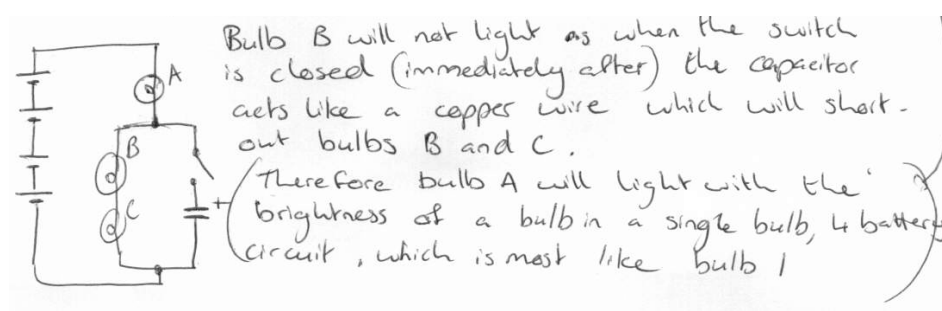 Bulb B will not light as when the switch
A
is closed (immediately after) the capacitor
acts like a copper wire which will short-
B
out bulbs B and C.
Therefore bulb A will light with the
C
+
brightness of a bulb in a single bulb, 4 battery
circuit, which is most like bulb 1